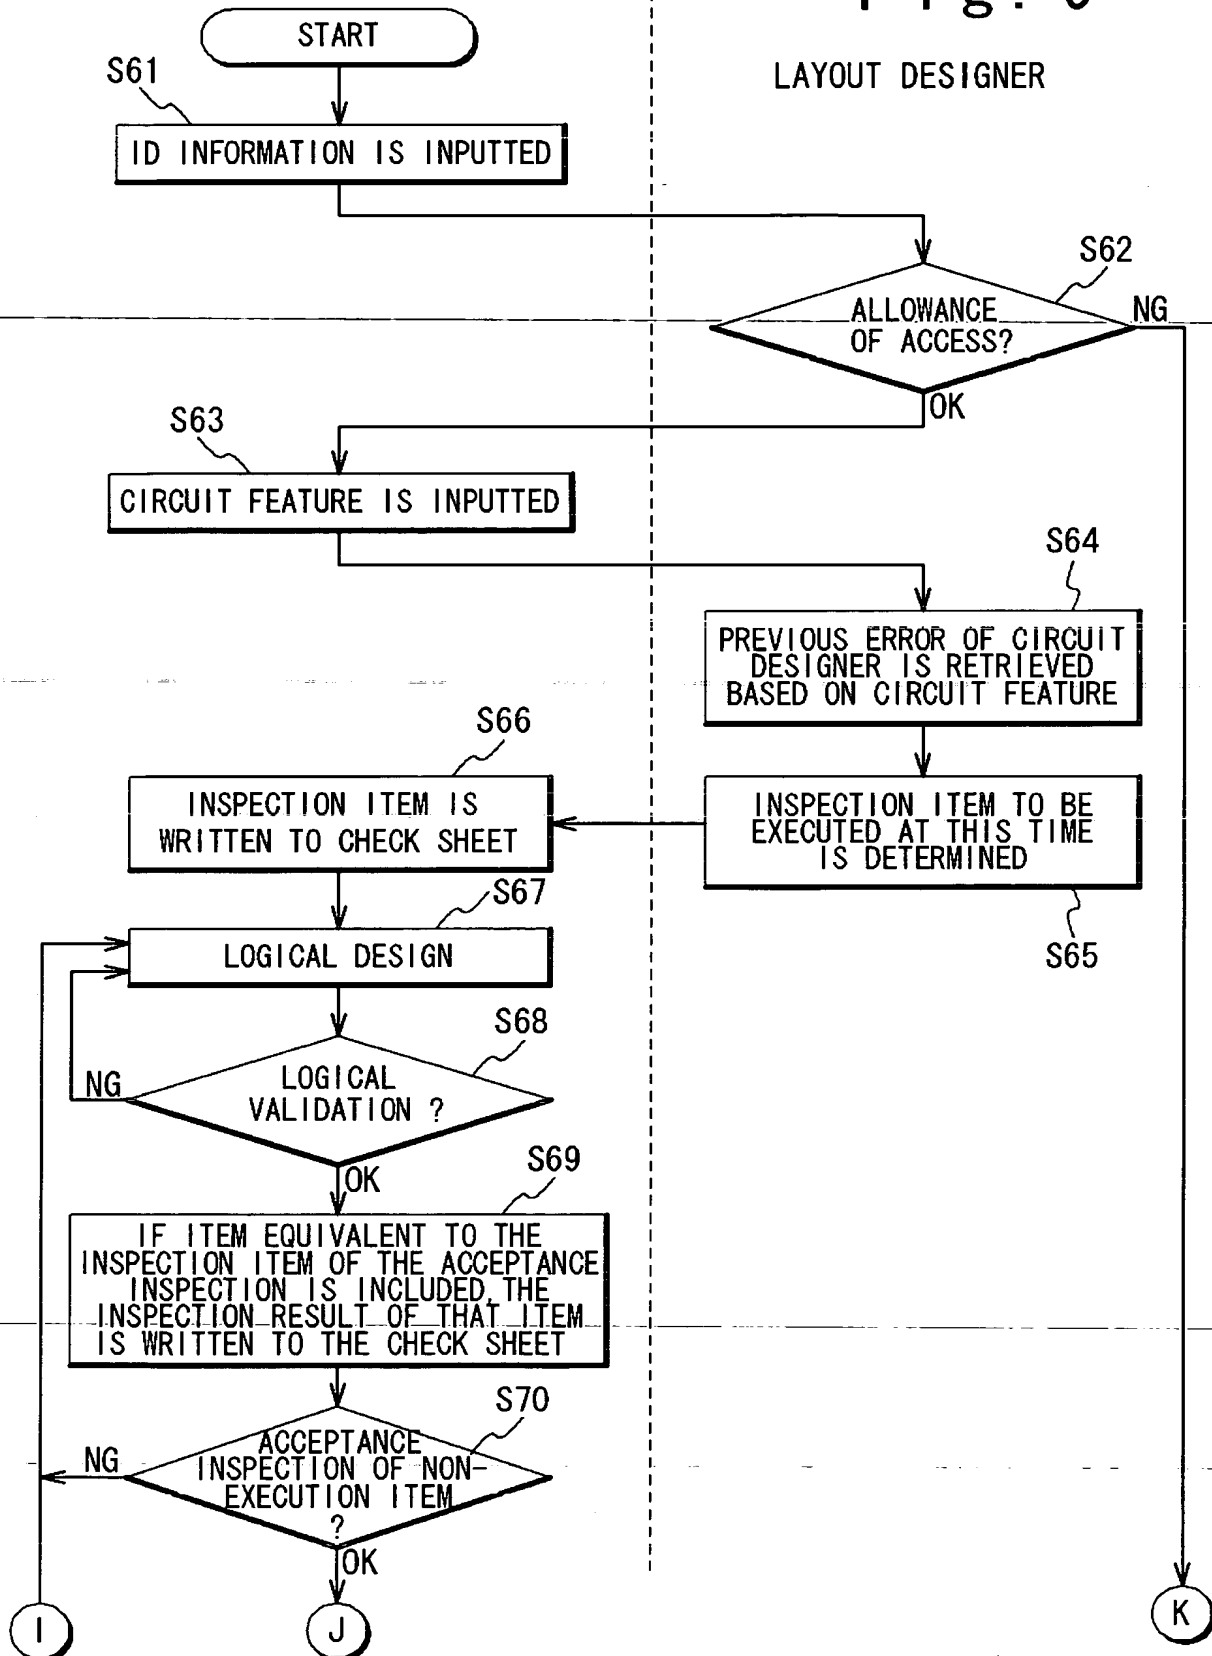 START
LAYOUT DESIGNER
S61
ID INFORMATION IS INPUTTED
S62
ALLOWANCE
OF ACCESS?
NG
OK
S63
CIRCUIT FEATURE IS INPUTTED
S64
PREVIOUS ERROR OF CIRCUIT
DESIGNER IS RETRIEVED
BASED ON CIRCUIT FEATURE
S66
INSPECTION ITEM IS
WRITTEN TO CHECK SHEET
INSPECTION ITEM TO BE
EXECUTED AT THIS TIME
IS DETERMINED
S65
S67
LOGICAL DESIGN
S68
LOGICAL
VALIDATION ?
NG
OK
S69
IF ITEM EQUIVALENT TO THE
INSPECTION ITEM OF THE ACCEPTANCE
INSPECTION IS INCLUDED, THE
INSPECTION RESULT OF THAT ITEM
IS WRITTEN TO THE CHECK SHEET
S70
ACCEPTANCE
INSPECTION OF NON-
EXECUTION ITEM
?
NG
OK
I
J
K